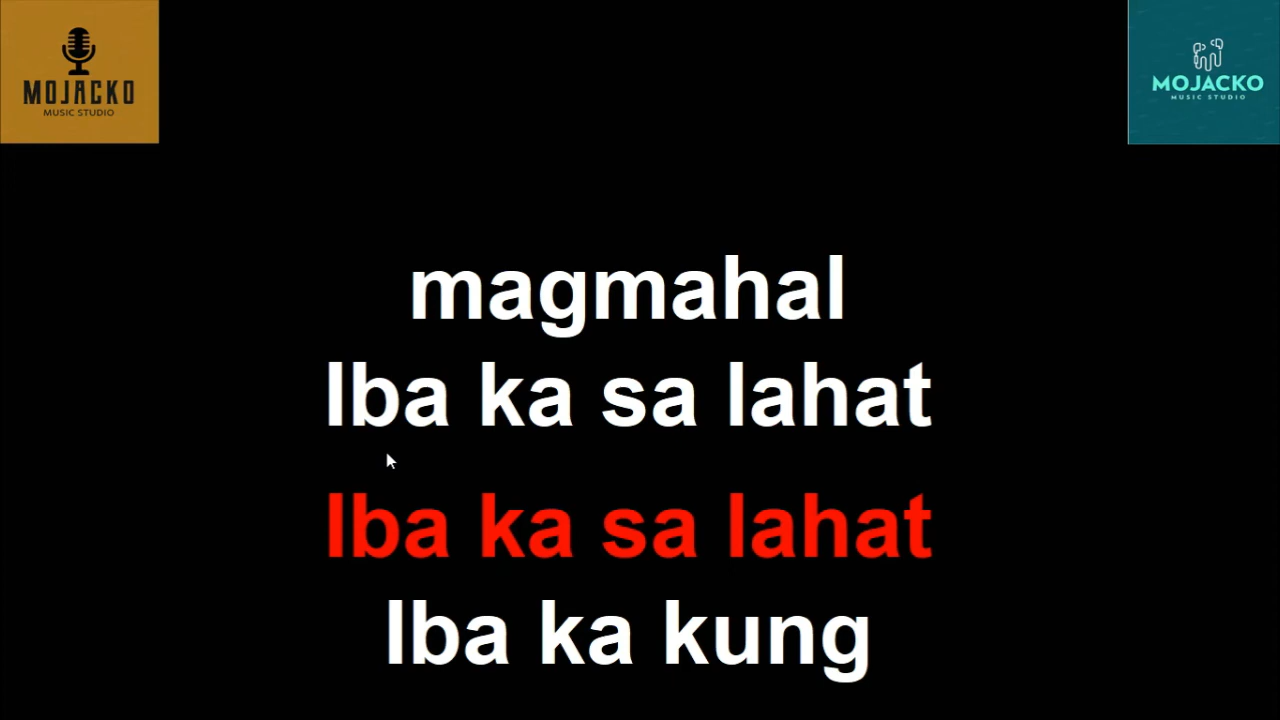 MOJACKO
MUSIC STUDIO
MOJACKO
MUSIC STUDIO
magmahal
Iba ka sa lahat
Iba ka sa lahat
Iba ka kung